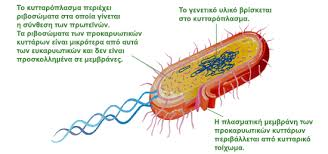 Το κυτταρόπλασμα περιέχει
ριβοσώματα στα οποία γίνεται
η σύνθεση των πρωτεϊνών.
Τα ριβοσώματα των προκαρυωτικών
κυττάρων είναι μικρότερα από αυτά
των ευκαρυωτικών και δεν είναι
προσκολλημένα σε μεμβράνες.
Το γενετικό υλικό βρίσκεται
στο κυτταρόπλασμα.
Η πλασματική μεμβράνη των
προκαρυωτικών κυττάρων
περιβάλλεται από κυτταρικό
τοίχωμα.